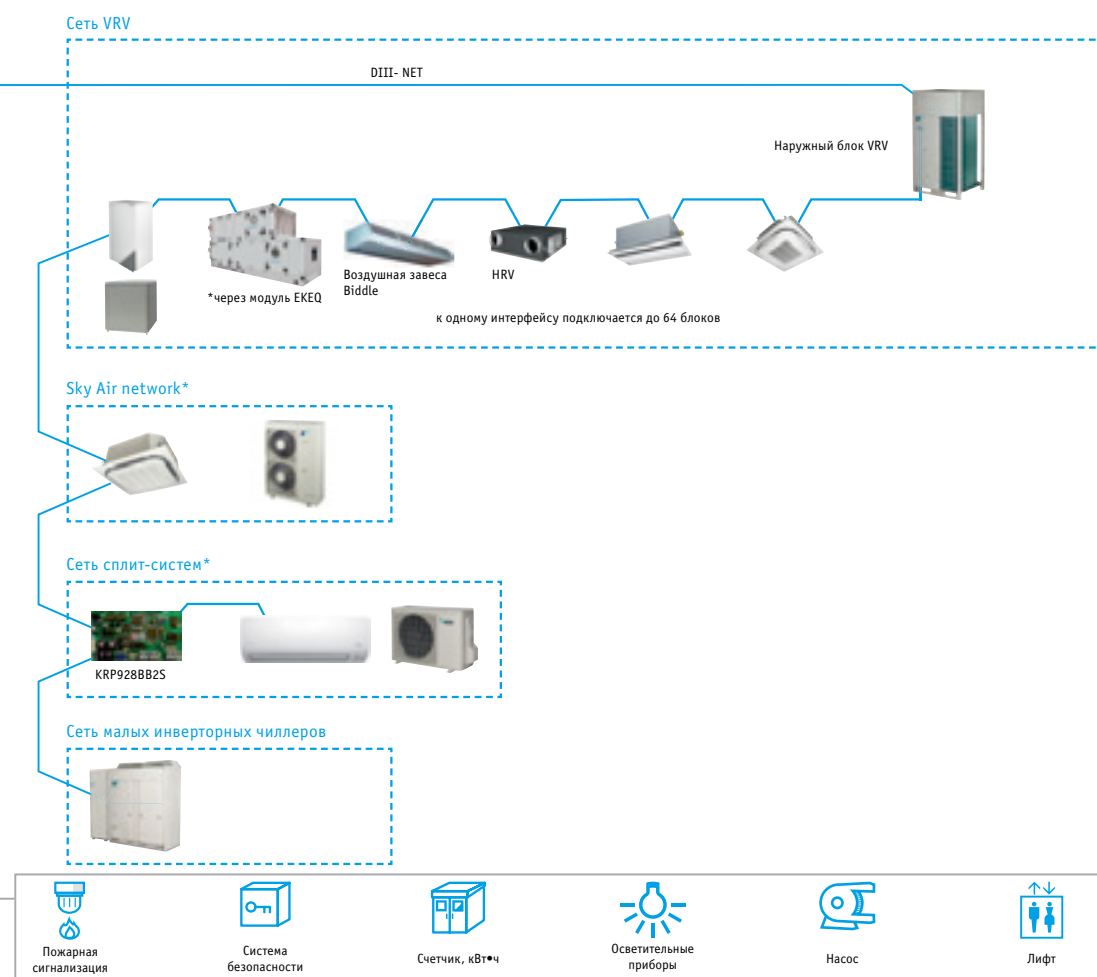 Сеть VRV
DIII- NET
Наружный блок VRV
*через модуль EKEQ
Воздушная завеса
Biddle
HRV
к одному интерфейсу подключается до 64 блоков
Sky Air network*
Сеть сплит-систем*
KRP928BB2S
Сеть малых инверторных чиллеров
Пожарная
сигнализация
Система
безопасности
Счетчик, кВт•ч
Осветительные
приборы
Насос
Лифт